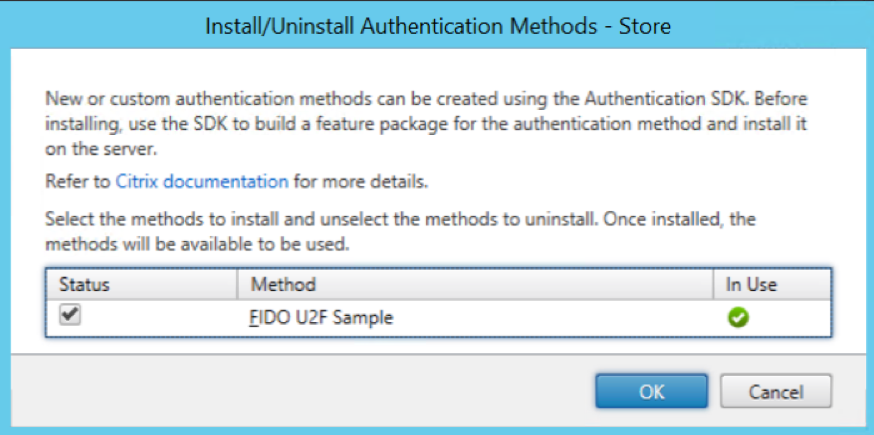 Install/Uninstall Authentication Methods - Store
New or custom authentication methods can be created using the Authentication SDK. Before
installing, use the SDK to build a feature package for the authentication method and install it
on the server.
Refer to Citrix documentation for more details.
Select the methods to install and unselect the methods to uninstall. Once installed, the
methods will be available to be used.
Status Method In Use
FIDO U2F Sample
OK Cancel